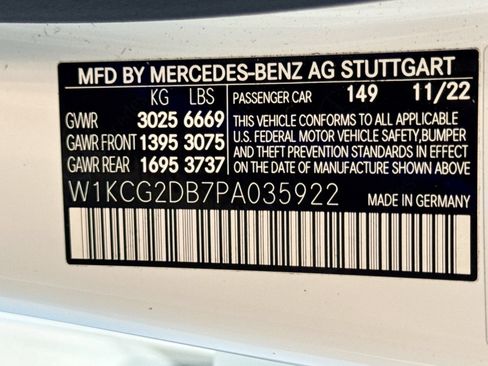 MFD BY MERCEDES-BENZ AG STUTTGART
KG LBS
GVWR 3025 6669
GAWR FRONT 1395 3075
GAWR REAR 1695 3737
PASSENGER CAR 149 11/22
THIS VEHICLE CONFORMS TO ALL APPLICABLE
U.S. FEDERAL MOTOR VEHICLE SAFETY, BUMPER
AND THEFT PREVENTION STANDARDS IN EFFECT
ON DATE OF MANUFACTURE SHOWN ABOVE
W1KCG2DB7PA035922
MADE IN GERMANY